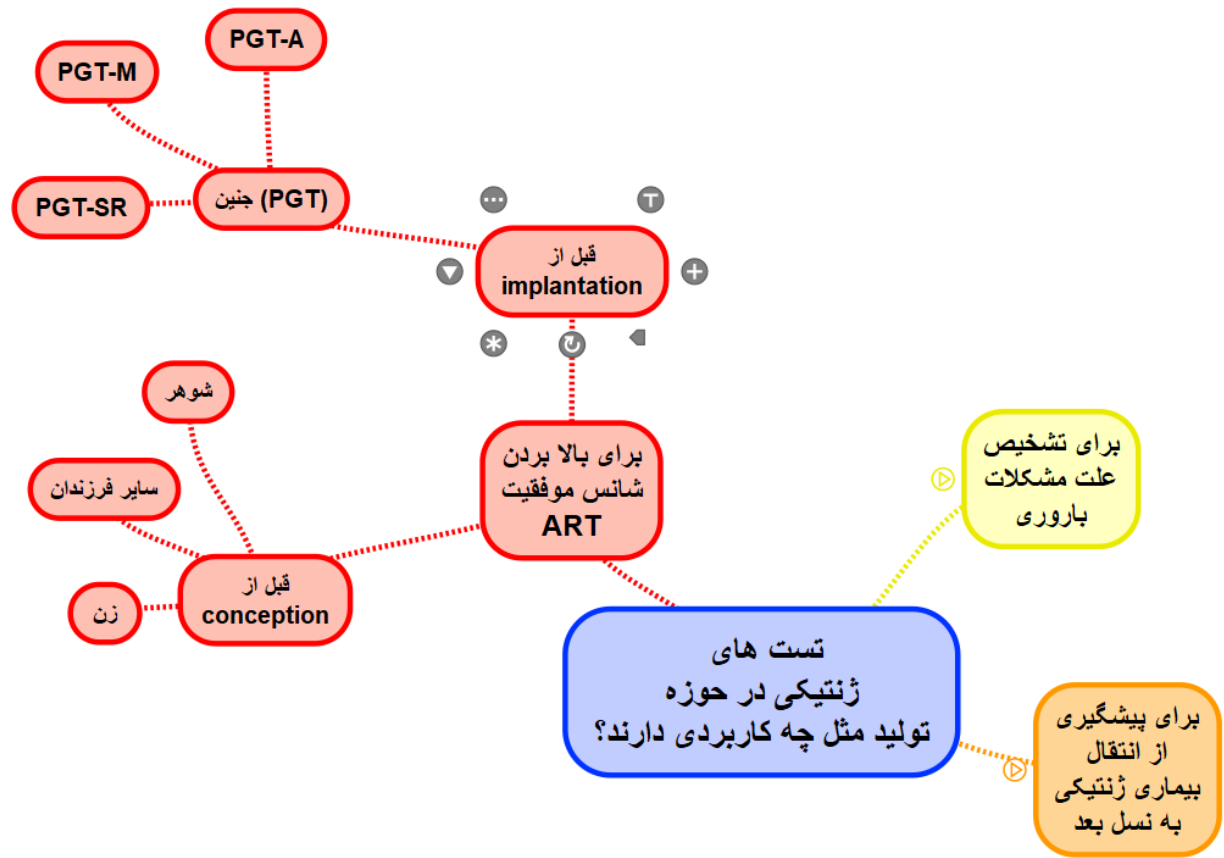 PGT-A
PGT-M
جنین (PGT)
PGT-SR
قبل از
implantation
شوهر
برای بالا بردن
شانس موفقیت
ART
سایر فرزندان
قبل از
conception
زن
برای تشخیص
علت مشکلات
باروری
تست های
ژنتیکی در حوزه
تولید مثل چه کاربردی دارند؟
برای پیشگیری
از انتقال
بیماری ژنتیکی
به نسل بعد